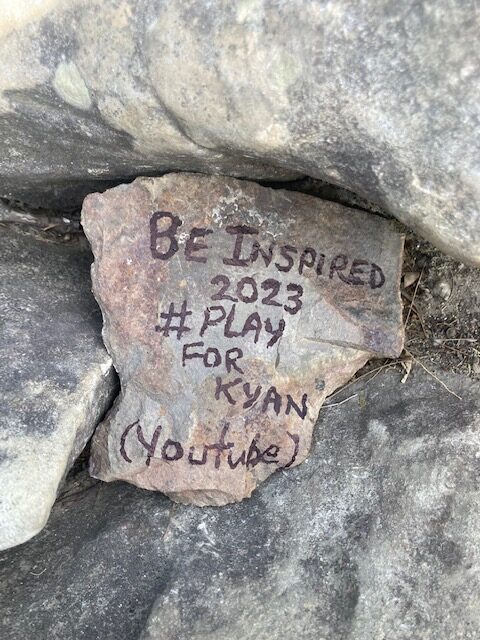 BE INSPIRED
2023
# PLAY
FOR
KYAN
(Youtube)